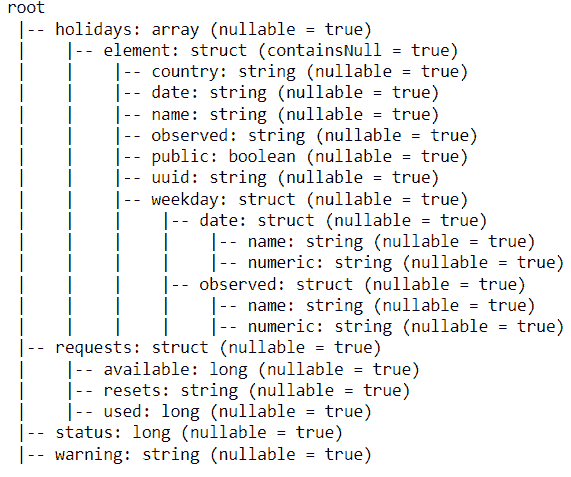 root
 |-- holidays: array (nullable = true)
 |    |-- element: struct (containsNull = true)
 |    |    |-- country: string (nullable = true)
 |    |    |-- date: string (nullable = true)
 |    |    |-- name: string (nullable = true)
 |    |    |-- observed: string (nullable = true)
 |    |    |-- public: boolean (nullable = true)
 |    |    |-- uuid: string (nullable = true)
 |    |    |-- weekday: struct (nullable = true)
 |    |    |    |-- date: struct (nullable = true)
 |    |    |    |    |-- name: string (nullable = true)
 |    |    |    |    |-- numeric: string (nullable = true)
 |    |    |    |-- observed: struct (nullable = true)
 |    |    |    |    |-- name: string (nullable = true)
 |    |    |    |    |-- numeric: string (nullable = true)
 |-- requests: struct (nullable = true)
 |    |-- available: long (nullable = true)
 |    |-- resets: string (nullable = true)
 |    |-- used: long (nullable = true)
 |-- status: long (nullable = true)
 |-- warning: string (nullable = true)